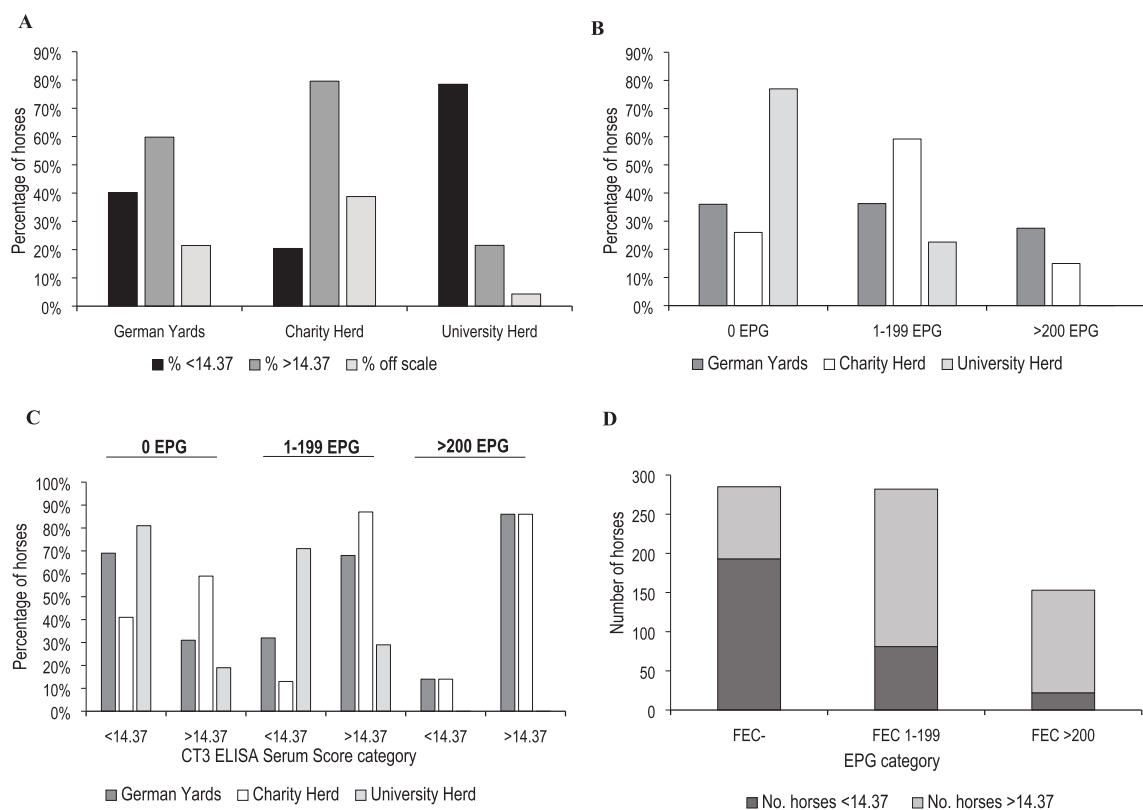 A
90%
80%
70%
60%
50%
40%
30%
20%
10%
0%
Percentage of horses
German Yards Charity Herd University Herd
% <14.37 % >14.37 % off scale
B
90%
80%
70%
60%
50%
40%
30%
20%
10%
0%
Percentage of horses
0 EPG 1-199 EPG >200 EPG
German Yards Charity Herd University Herd
C
0 EPG 1-199 EPG >200 EPG
100%
90%
80%
70%
60%
50%
40%
30%
20%
10%
0%
Percentage of horses
<14.37 >14.37 <14.37 >14.37 <14.37 >14.37
CT3 ELISA Serum Score category
German Yards Charity Herd University Herd
D
300
250
200
150
100
50
0
Number of horses
FEC- FEC 1-199 FEC >200
EPG category
No. horses <14.37 No. horses >14.37